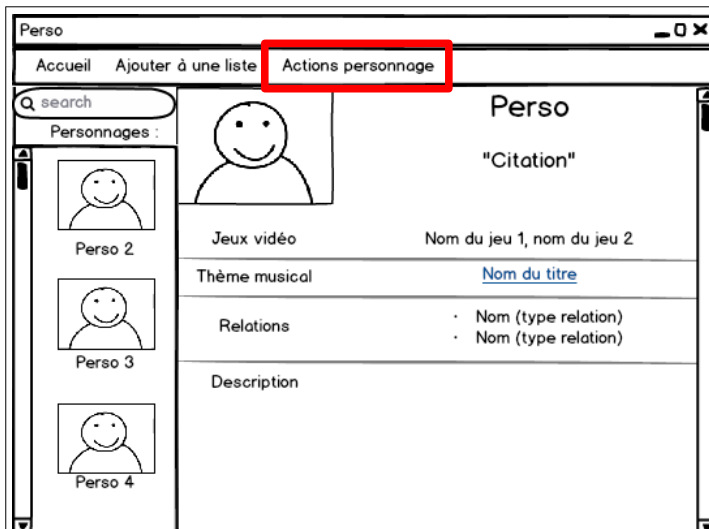 Perso
Accueil Ajouter à une liste Actions personnage
search
Personnages :
Perso 2
Perso 3
Perso 4
Perso
"Citation"
Jeux vidéo Nom du jeu 1, nom du jeu 2
Thème musical Nom du titre
Relations
· Nom (type relation)
· Nom (type relation)
Description